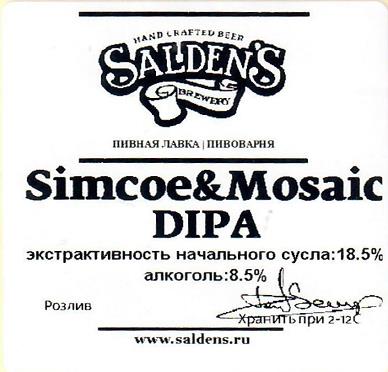 HAND CRAFTED BEER
SALDEN'S
BREWERY
ПИВНАЯ ЛАВКА | ПИВОВАРНЯ
Simcoe&Mosaic
DIPA
экстрактивность начального сусла:18.5%
алкоголь:8.5%
Розлив
Хранить при 2-12С
www.saldens.ru